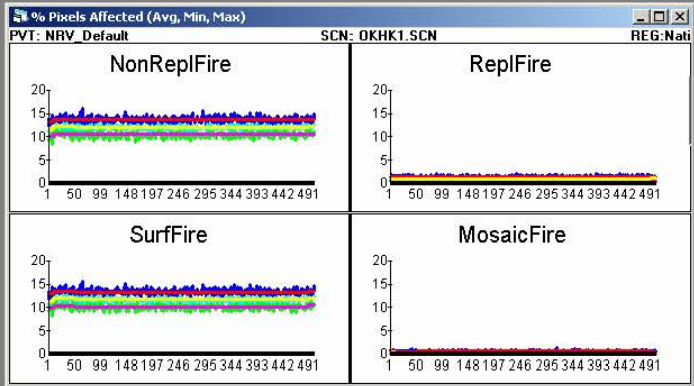 % Pixels Affected (Avg, Min, Max)
PVT: NRV_Default SCN: OKHK1.SCN REG:Nati
NonReplFire
20
15
10
5
0
1 50 99 148 197 246 295 344 393 442 491
ReplFire
20
15
10
5
0
1 50 99 148 197 246 295 344 393 442 491
SurfFire
20
15
10
5
0
1 50 99 148 197 246 295 344 393 442 491
MosaicFire
20
15
10
5
0
1 50 99 148 197 246 295 344 393 442 491